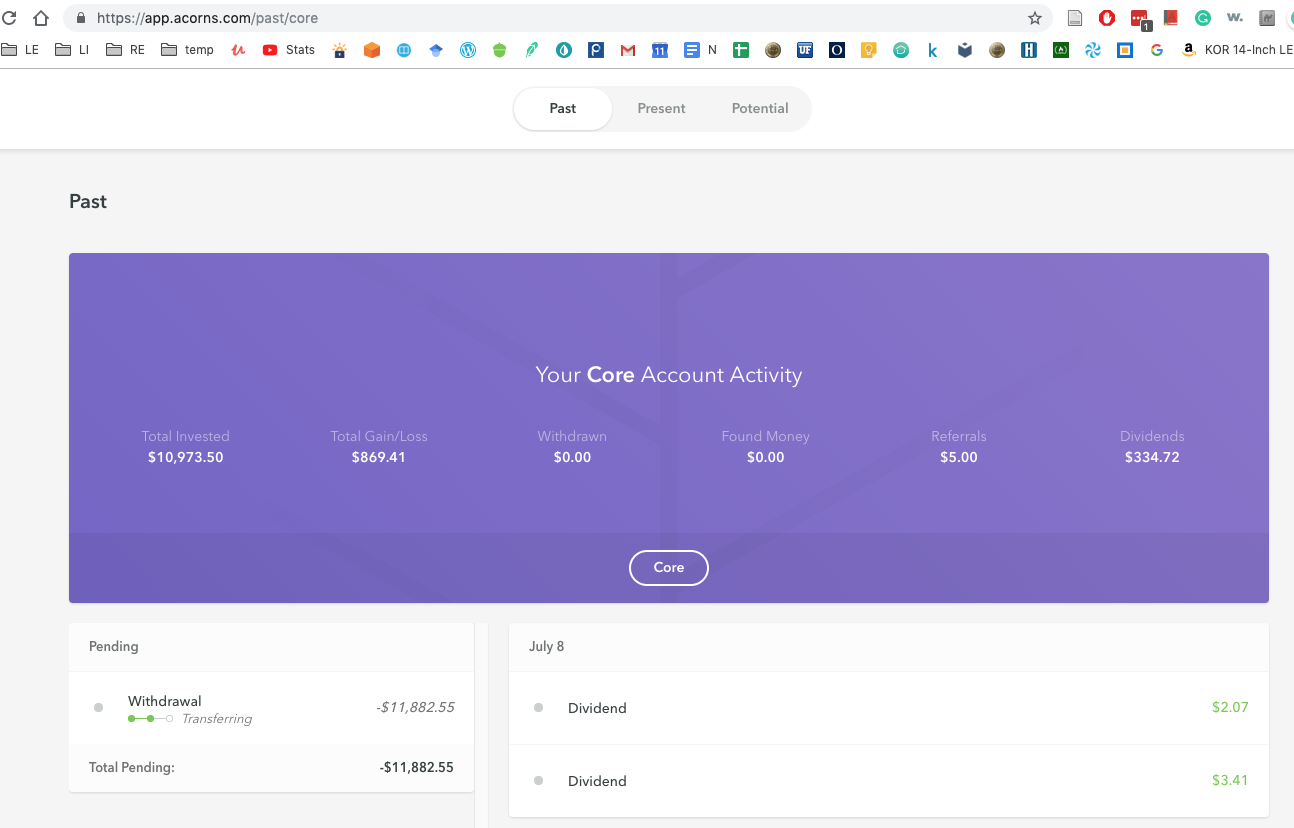 https://app.acorns.com/past/core
1
LE LI RE temp Stats 11 N UF KOR 14-Inch LE
Past Present Potential
Past
Your Core Account Activity
Total Invested Total Gain/Loss Withdrawn Found Money Referrals Dividends
$10,973.50 $869.41 $0.00 $0.00 $5.00 $334.72
Core
Pending
Withdrawal -$11,882.55
Transferring
Total Pending: -$11,882.55
July 8
Dividend $2.07
Dividend $3.41